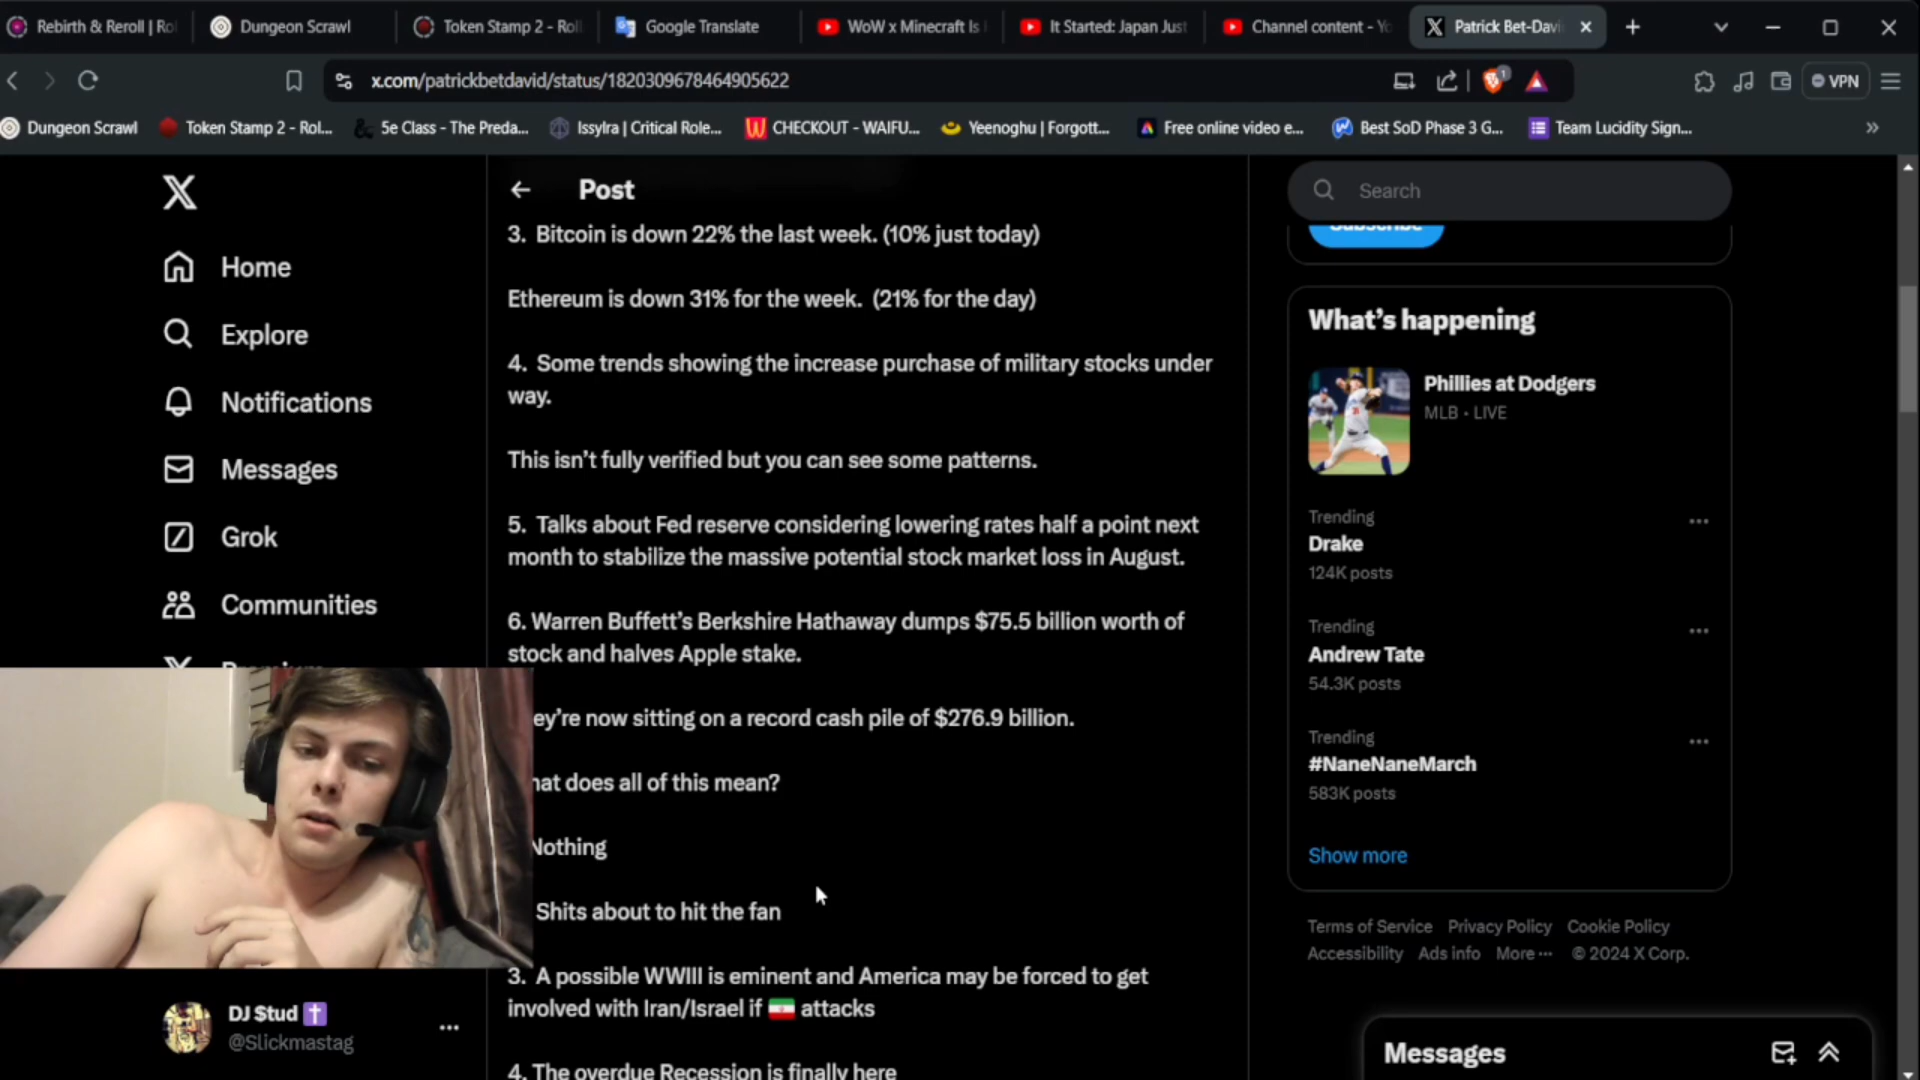 Rebirth & Reroll | Ro
Dungeon Scrawl
Token Stamp 2 - Roll
Google Translate
WoW x Minecraft Is
It Started: Japan Just
Channel content - Yo
Patrick Bet-Davi
x.com/patrickbetdavid/status/1820309678464905622
1
VPN
Dungeon Scrawl
Token Stamp 2 - Rol...
5e Class - The Preda...
Issylra | Critical Role...
CHECKOUT - WAIFU...
Yeenoghu | Forgott...
Free online video e...
Best SoD Phase 3 G...
Team Lucidity Sign...
Home
Explore
Notifications
Messages
Grok
Communities
Premium
DJ $tud
@Slickmastag
Post
3. Bitcoin is down 22% the last week. (10% just today)
Ethereum is down 31% for the week. (21% for the day)
4. Some trends showing the increase purchase of military stocks under
way.
This isn't fully verified but you can see some patterns.
5. Talks about Fed reserve considering lowering rates half a point next
month to stabilize the massive potential stock market loss in August.
6. Warren Buffett's Berkshire Hathaway dumps $75.5 billion worth of
stock and halves Apple stake.
ey're now sitting on a record cash pile of $276.9 billion.
hat does all of this mean?
Nothing
Shits about to hit the fan
3. A possible WWIII is eminent and America may be forced to get
involved with Iran/Israel if 🇮🇷 attacks
4. The overdue Recession is finally here
Search
Subscribe
What's happening
Phillies at Dodgers
MLB · LIVE
Trending
Drake
124K posts
Trending
Andrew Tate
54.3K posts
Trending
#NaneNaneMarch
583K posts
Show more
Terms of Service Privacy Policy Cookie Policy
Accessibility Ads info More ··· © 2024 X Corp.
Messages